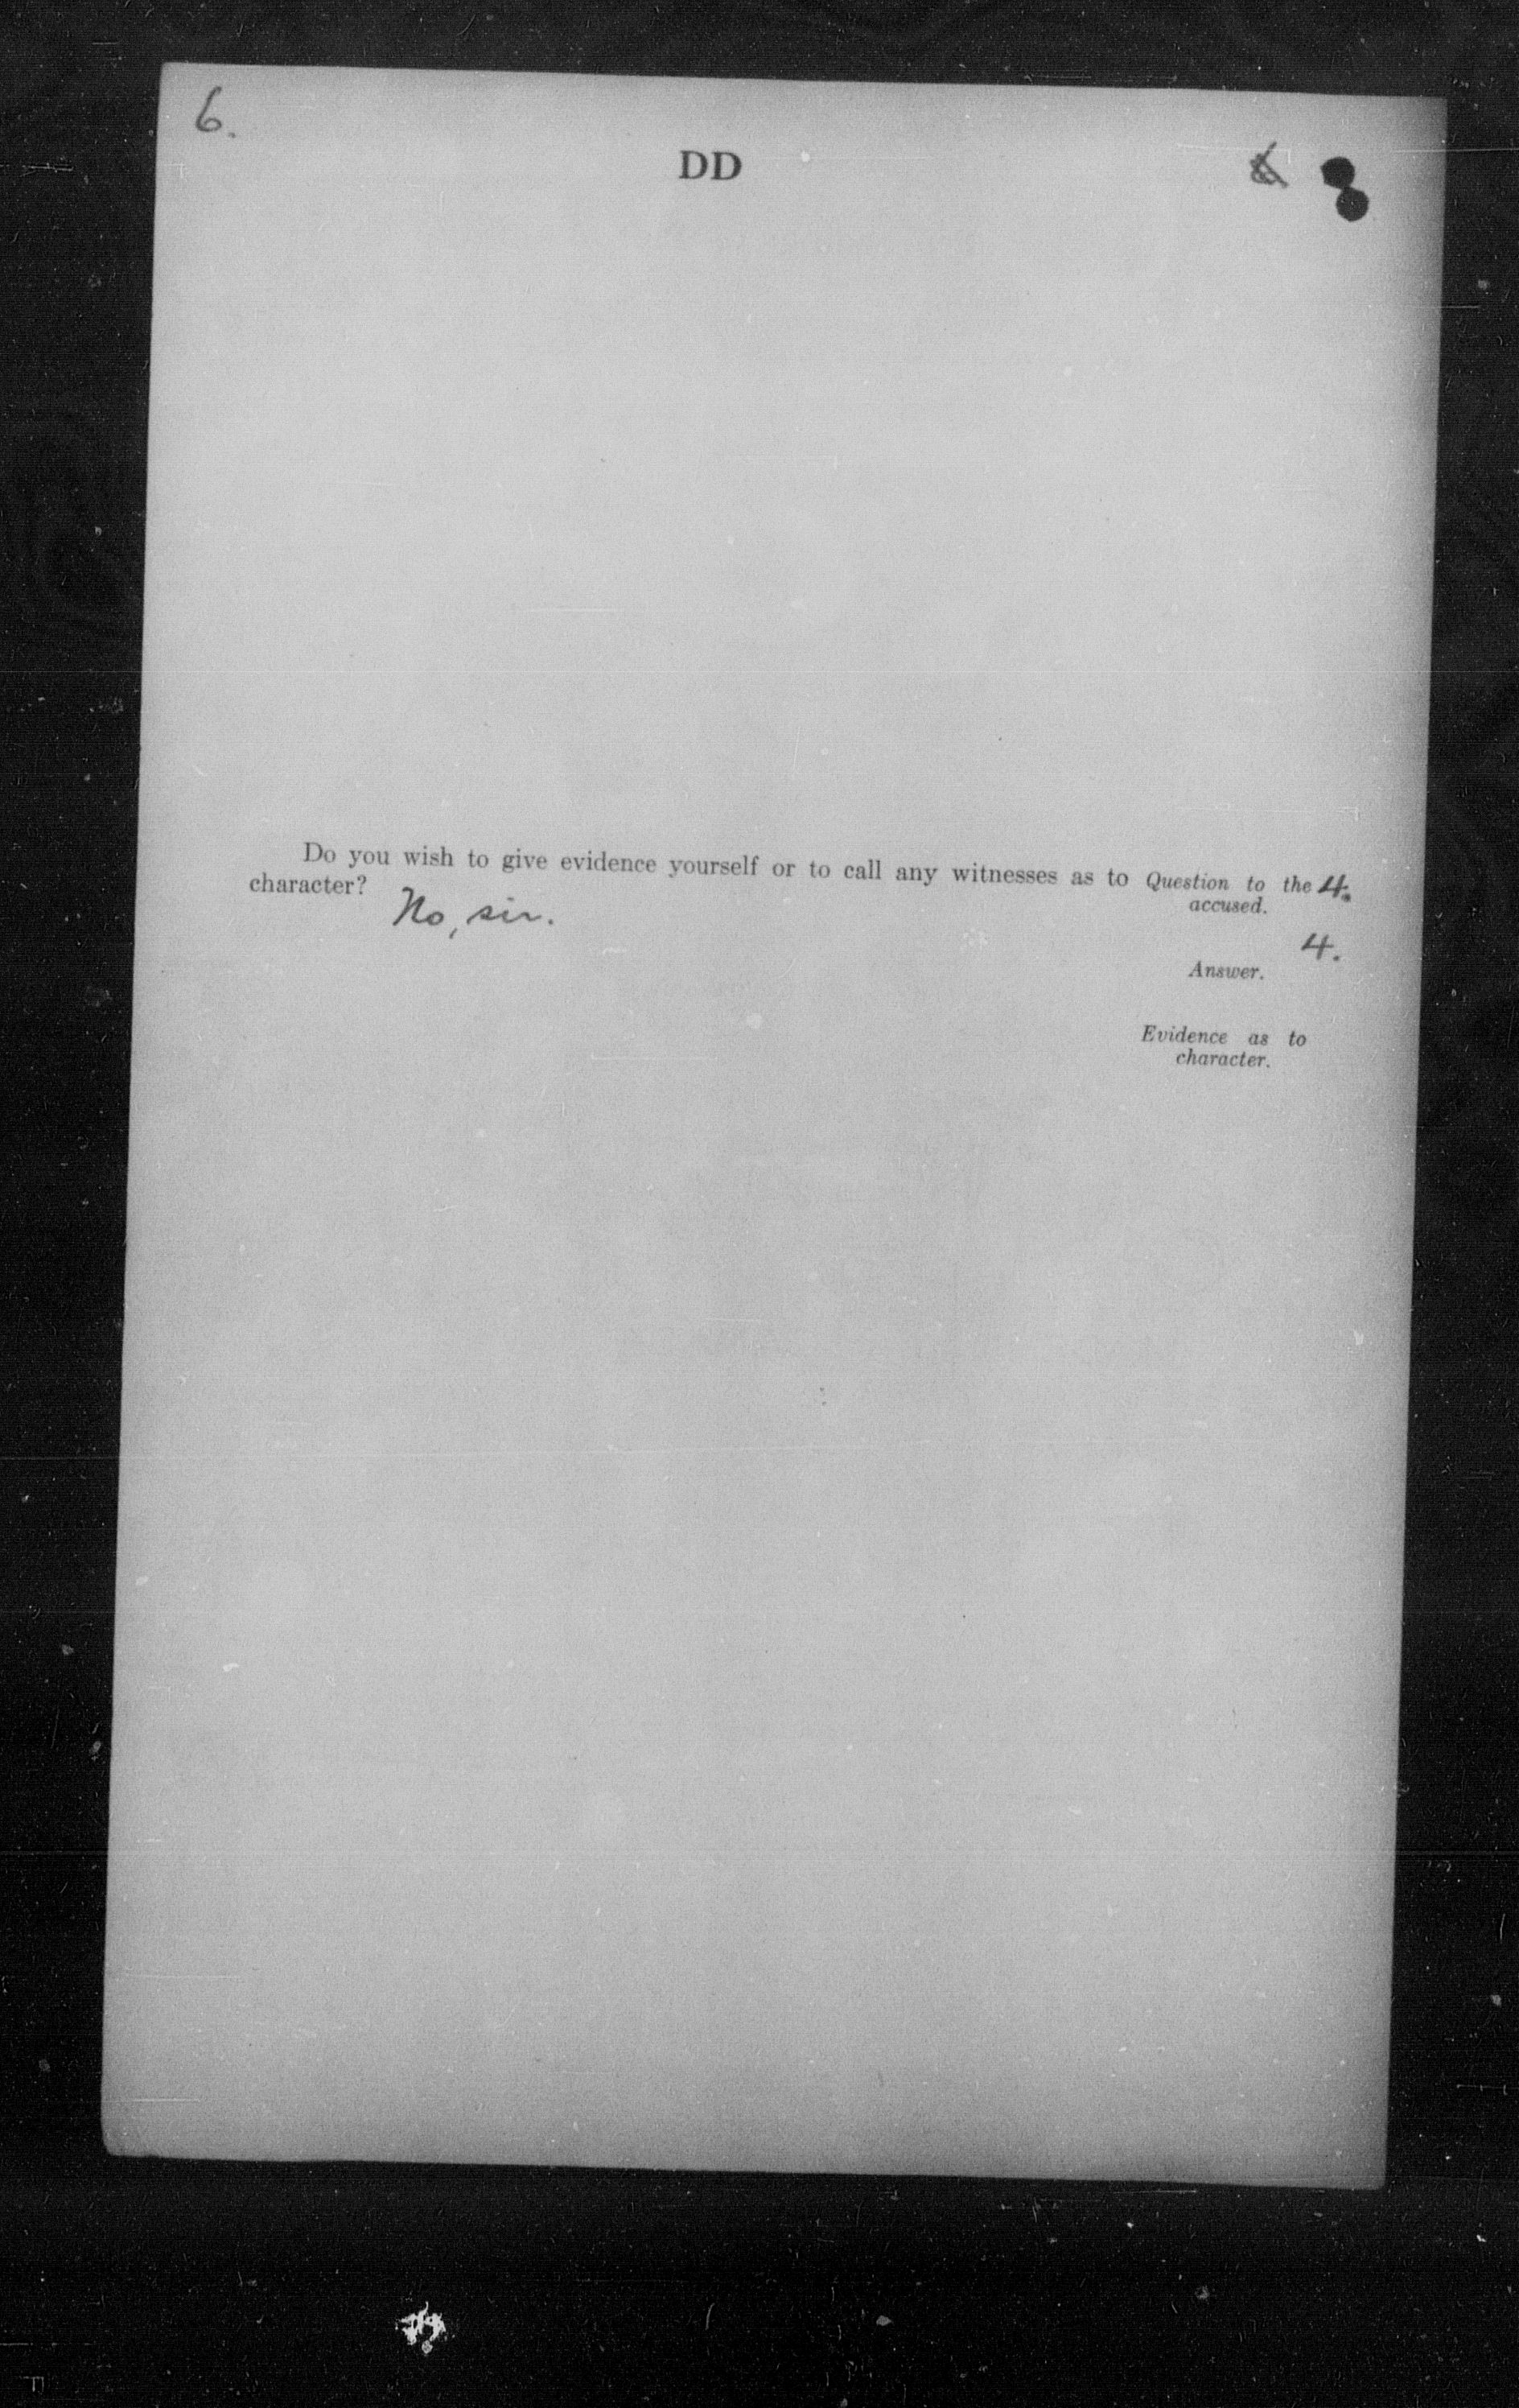 6.
DD
Do you wish to give evidence yourself or to call any witnesses as to Question to the 4.
character? accused.
No, sir.
4.
Answer.
Evidence as to
character.